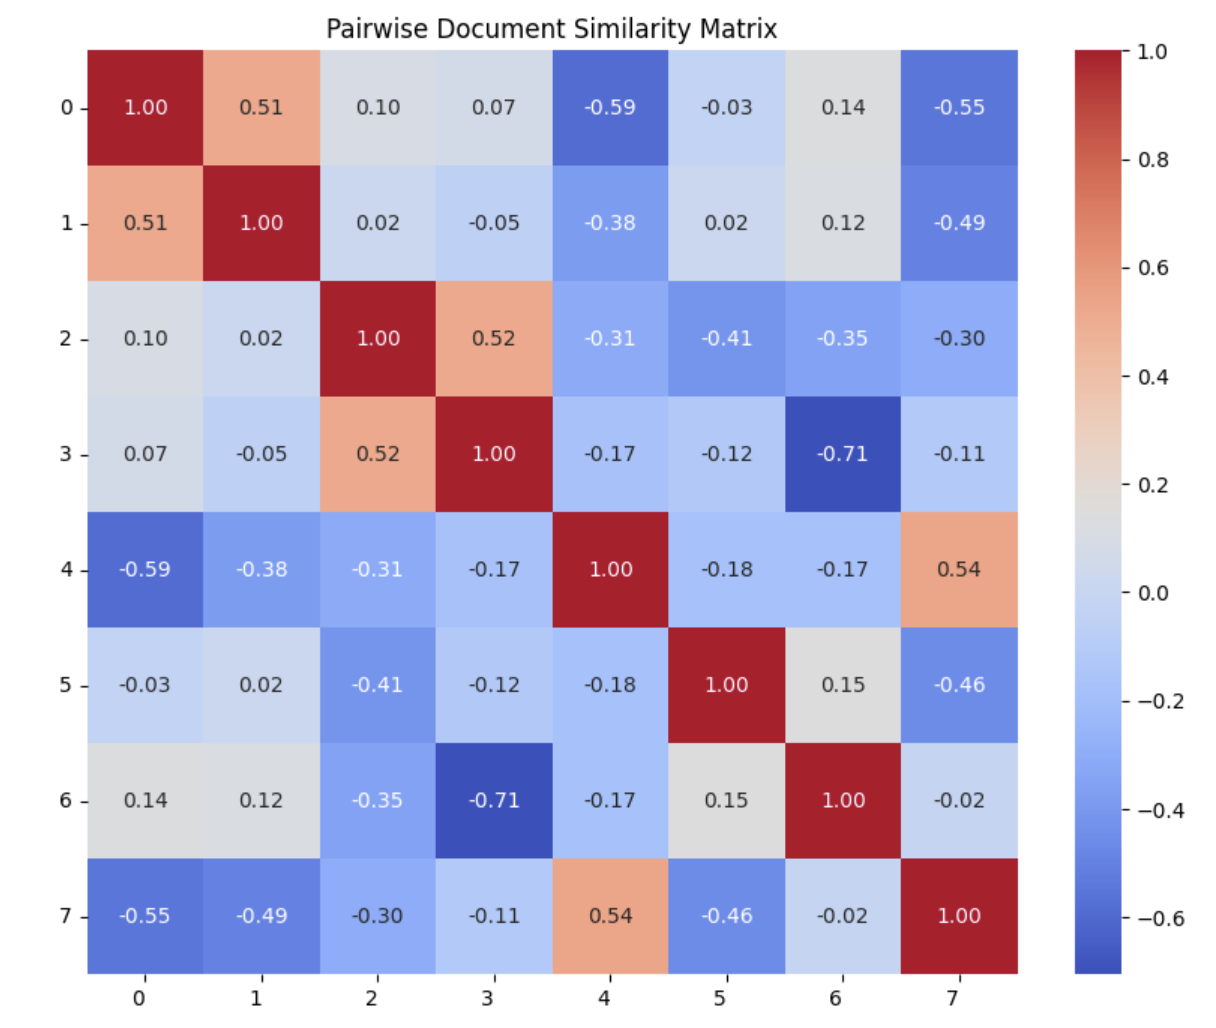 Pairwise Document Similarity Matrix
0 1.00 0.51 0.10 0.07 -0.59 -0.03 0.14 -0.55
1 0.51 1.00 0.02 -0.05 -0.38 0.02 0.12 -0.49
2 0.10 0.02 1.00 0.52 -0.31 -0.41 -0.35 -0.30
3 0.07 -0.05 0.52 1.00 -0.17 -0.12 -0.71 -0.11
4 -0.59 -0.38 -0.31 -0.17 1.00 -0.18 -0.17 0.54
5 -0.03 0.02 -0.41 -0.12 -0.18 1.00 0.15 -0.46
6 0.14 0.12 -0.35 -0.71 -0.17 0.15 1.00 -0.02
7 -0.55 -0.49 -0.30 -0.11 0.54 -0.46 -0.02 1.00
0 1 2 3 4 5 6 7
1.0
0.8
0.6
0.4
0.2
0.0
−0.2
−0.4
−0.6